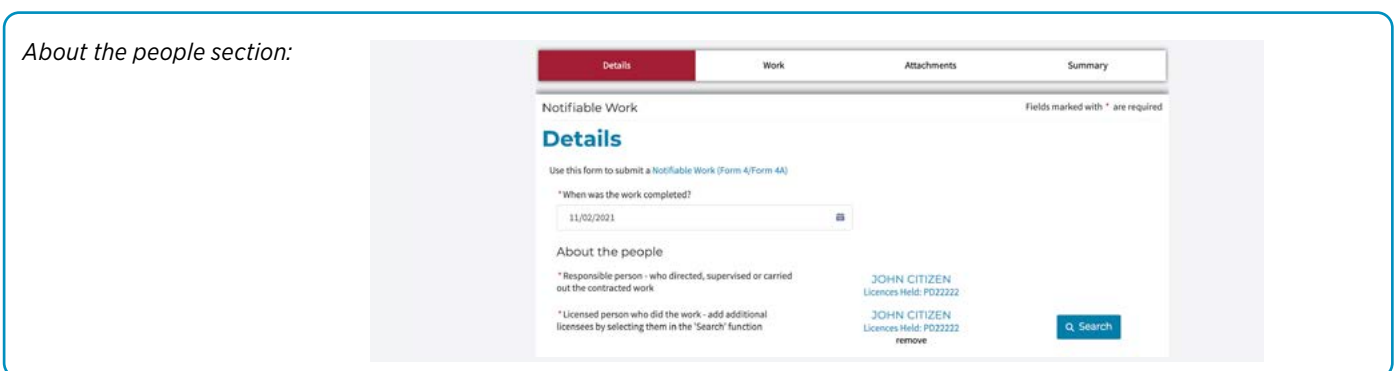 About the people section:
Details Work Attachments Summary
Notifiable Work Fields marked with * are required
Details
Use this form to submit a Notifiable Work (Form 4/Form 4A)
*When was the work completed?
11/02/2021
About the people
*Responsible person - who directed, supervised or carried
out the contracted work
JOHN CITIZEN
Licences Held: PD22222
*Licensed person who did the work - add additional
licensees by selecting them in the 'Search' function
JOHN CITIZEN
Licences Held: PD22222
remove
Search